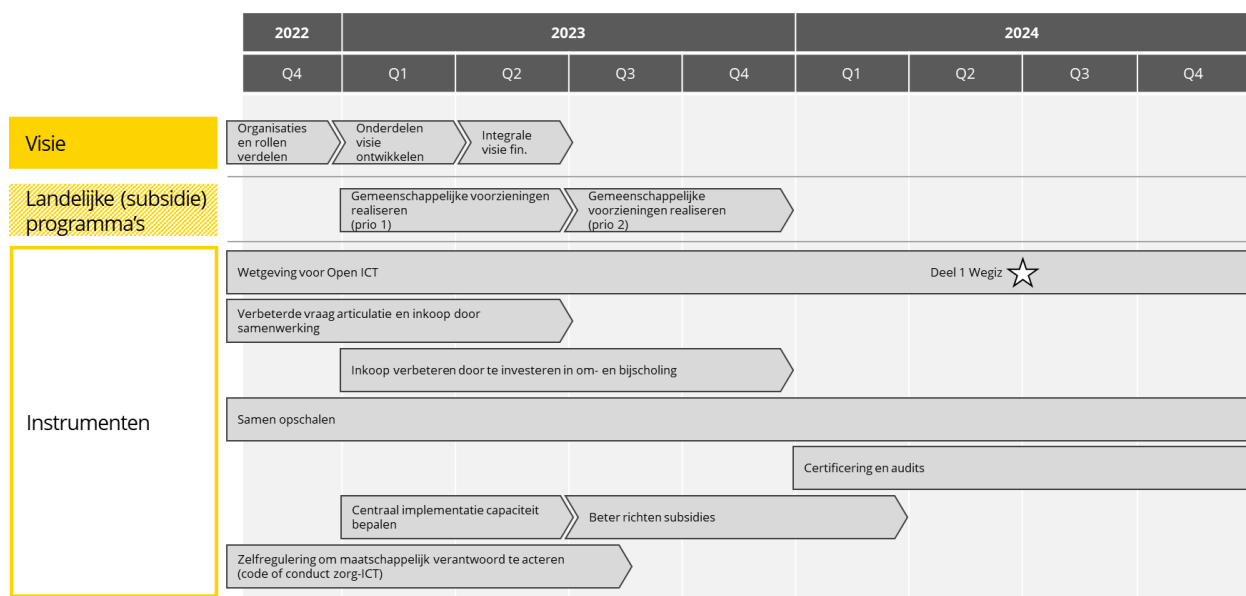 2022
2023
2024
Q4
Q1
Q2
Q3
Q4
Q1
Q2
Q3
Q4
Visie
Organisaties
en rollen
verdelen
Onderdelen
visie
ontwikkelen
Integrale
visie fin.
Landelijke (subsidie)
programma's
Gemeenschappelijke voorzieningen
realiseren
(prio 1)
Gemeenschappelijke
voorzieningen realiseren
(prio 2)
Instrumenten
Wetgeving voor Open ICT
Deel 1 Wegiz
Verbeterde vraag articulatie en inkoop door
samenwerking
Inkoop verbeteren door te investeren in om- en bijscholing
Samen opschalen
Certificering en audits
Centraal implementatie capaciteit
bepalen
Beter richten subsidies
Zelfregulering om maatschappelijk verantwoord te acteren
(code of conduct zorg-ICT)